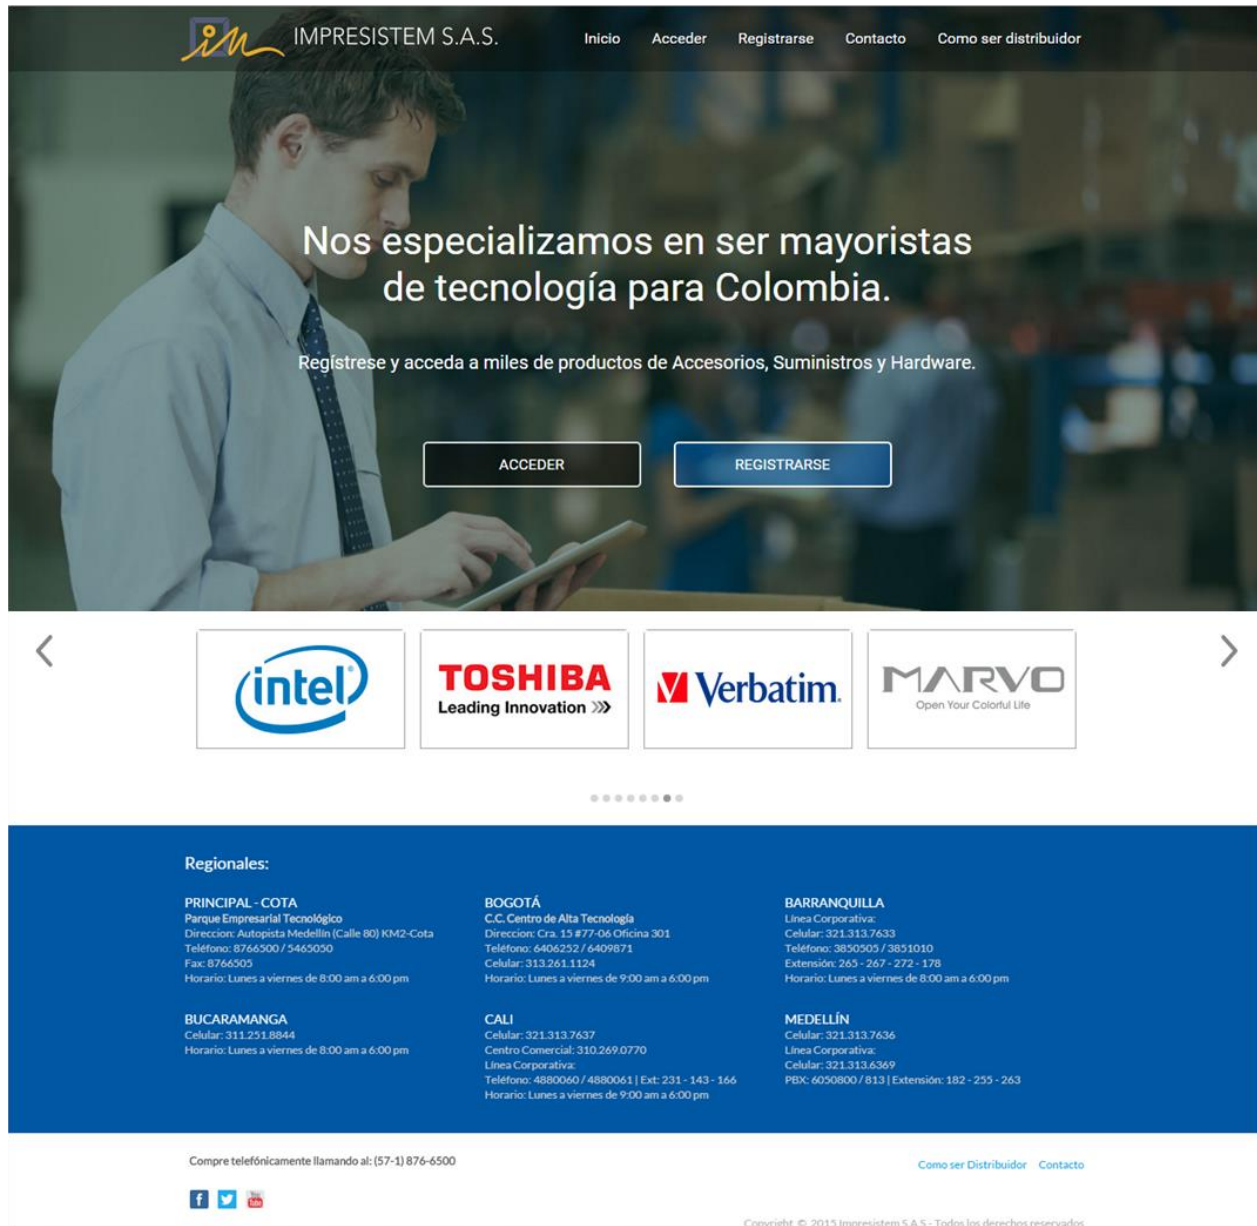 in IMPRESISTEM S.A.S.
Inicio Acceder Registrarse Contacto Como ser distribuidor
Nos especializamos en ser mayoristas
de tecnología para Colombia.
Regístrese y acceda a miles de productos de Accesorios, Suministros y Hardware.
ACCEDER REGISTRARSE
intel
TOSHIBA
Leading Innovation
Verbatim.
MARVO
Open Your Colorful Life
Regionales:
PRINCIPAL - COTA
Parque Empresarial Tecnológico
Direccion: Autopista Medellín (Calle 80) KM2-Cota
Teléfono: 8766500 / 5465050
Fax: 8766505
Horario: Lunes a viernes de 8:00 am a 6:00 pm
BOGOTÁ
C.C. Centro de Alta Tecnología
Direccion: Cra. 15 #77-06 Oficina 301
Teléfono: 6406252 / 6409871
Celular: 313.261.1124
Horario: Lunes a viernes de 9:00 am a 6:00 pm
BARRANQUILLA
Línea Corporativa:
Celular: 321.313.7633
Teléfono: 3850505 / 3851010
Extensión: 265 - 267 - 272 - 178
Horario: Lunes a viernes de 8:00 am a 6:00 pm
BUCARAMANGA
Celular: 311.251.8844
Horario: Lunes a viernes de 8:00 am a 6:00 pm
CALI
Celular: 321.313.7637
Centro Comercial: 310.269.0770
Línea Corporativa:
Teléfono: 4880060 / 4880061 | Ext: 231 - 143 - 166
Horario: Lunes a viernes de 9:00 am a 6:00 pm
MEDELLÍN
Celular: 321.313.7636
Línea Corporativa:
Celular: 321.313.6369
PBX: 6050800 / 813 | Extensión: 182 - 255 - 263
Compre telefónicamente llamando al: (57-1) 876-6500
Como ser Distribuidor Contacto
f You Tube
Copyright © 2015 Impresistem S.A.S - Todos los derechos reservados